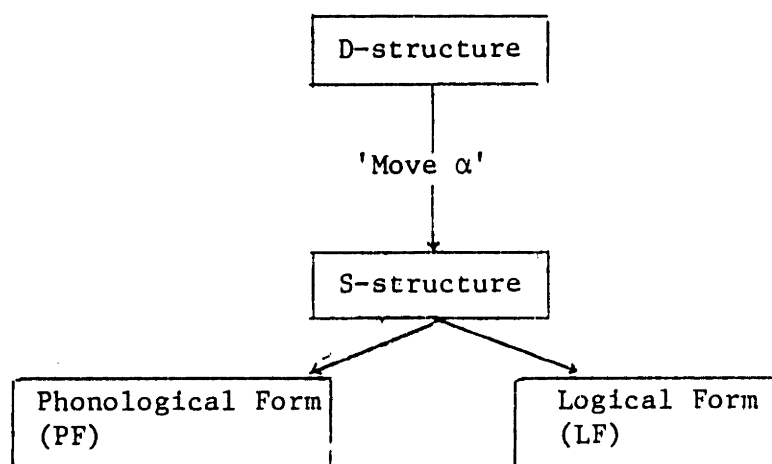 D-structure
'Move α'
S-structure
Phonological Form
(PF)
Logical Form
(LF)